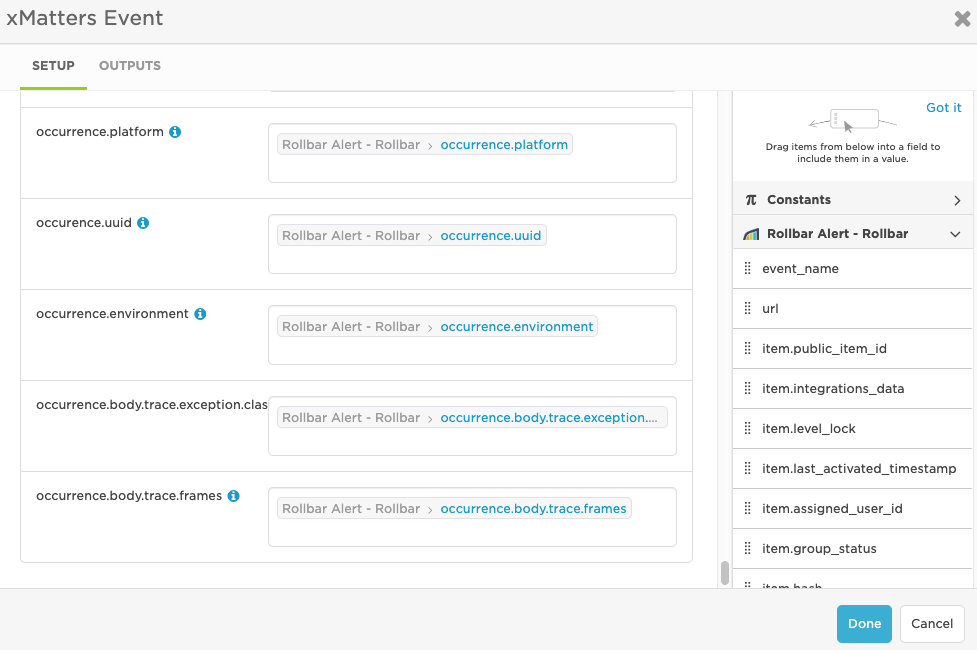 xMatters Event
SETUP
OUTPUTS
occurrence.platform
Rollbar Alert - Rollbar > occurrence.platform
occurence.uuid
Rollbar Alert - Rollbar > occurrence.uuid
occurrence.environment
Rollbar Alert - Rollbar > occurrence.environment
occurrence.body.trace.exception.clas
Rollbar Alert - Rollbar > occurrence.body.trace.exception....
occurrence.body.trace.frames
Rollbar Alert - Rollbar > occurrence.body.trace.frames
Got it
Drag items from below into a field to
include them in a value.
π Constants
Rollbar Alert - Rollbar
event_name
url
item.public_item_id
item.integrations_data
item.level_lock
item.last_activated_timestamp
item.assigned_user_id
item.group_status
item.hash
Done
Cancel